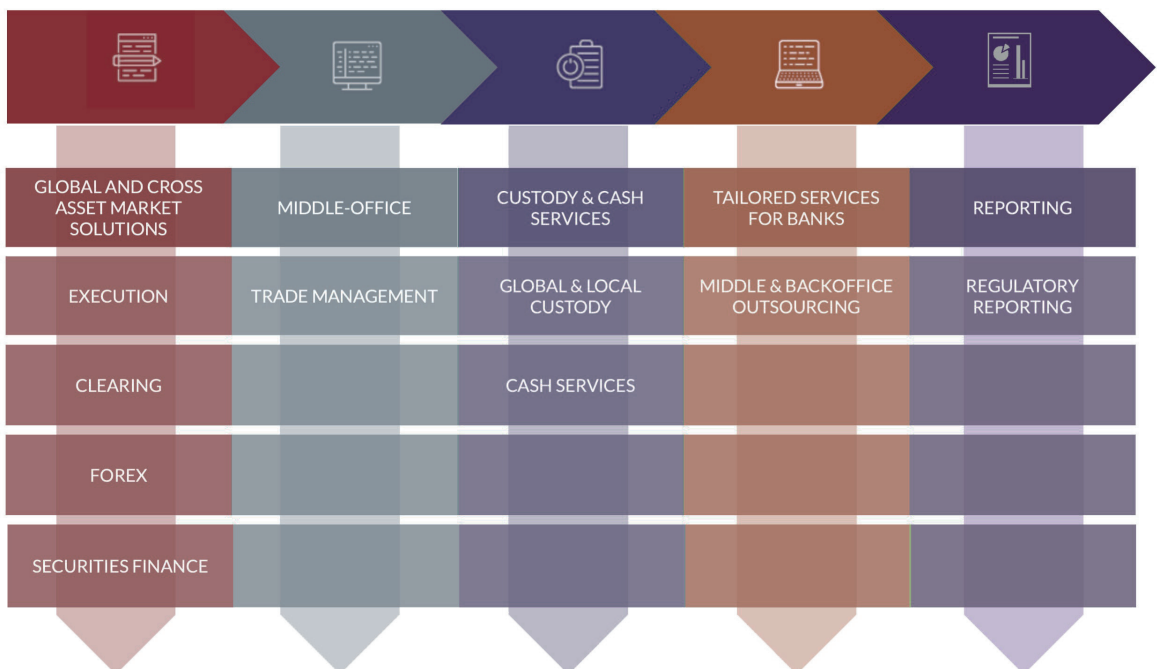 GLOBAL AND CROSS
ASSET MARKET
SOLUTIONS
MIDDLE-OFFICE
CUSTODY & CASH
SERVICES
TAILORED SERVICES
FOR BANKS
REPORTING
EXECUTION
TRADE MANAGEMENT
GLOBAL & LOCAL
CUSTODY
MIDDLE & BACKOFFICE
OUTSOURCING
REGULATORY
REPORTING
CLEARING
CASH SERVICES
FOREX
SECURITIES FINANCE